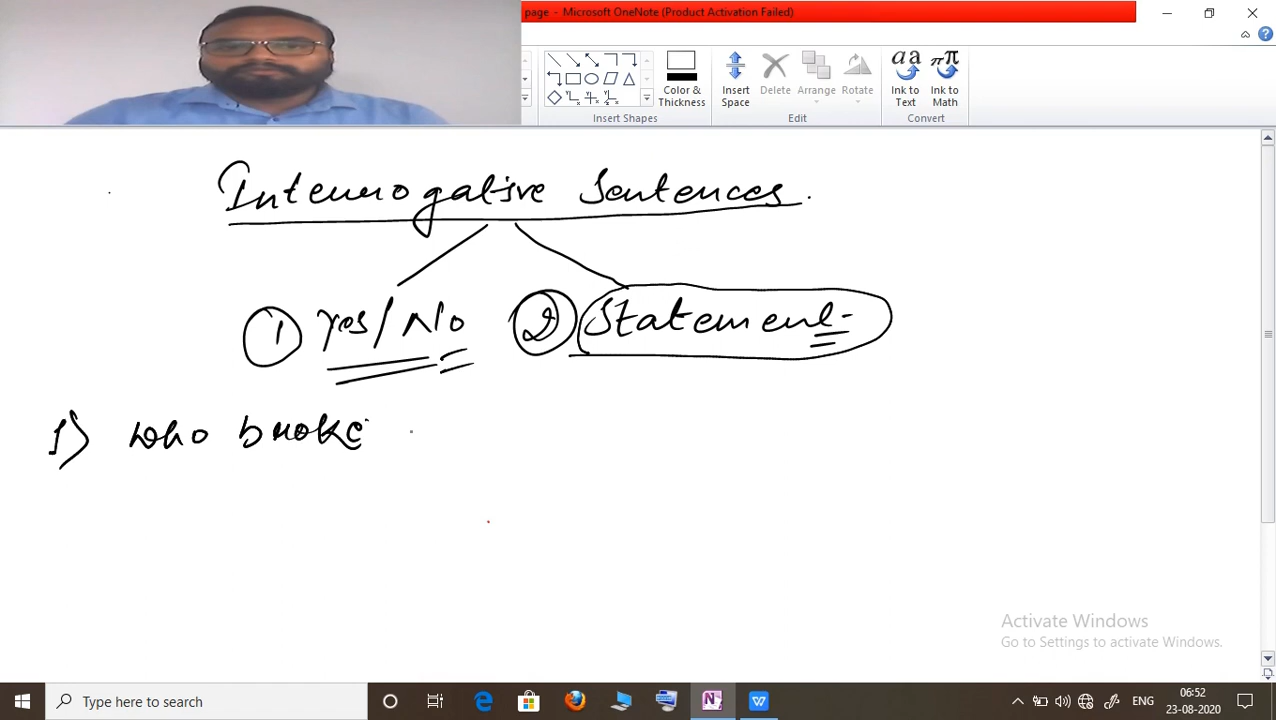 page - Microsoft OneNote (Product Activation Failed)
Color & Thickness
Insert Space
Delete
Arrange
Rotate
Ink to Text
Ink to Math
Insert Shapes
Edit
Convert
Interrogative Sentences.
① Yes/No ② Statement-
1) who broke
Activate Windows
Go to Settings to activate Windows.
Type here to search
ENG
06:52
23-08-2020